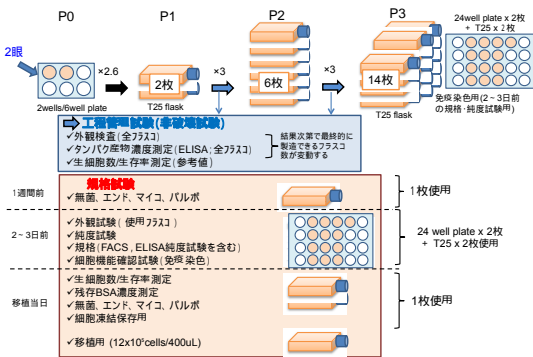 P0
P1
P2
P3
2眼
×2.6
2枚
×3
6枚
×3
14枚
24well plate x 2枚
+ T25 x 2枚
2wells/6well plate
T25 flask
T25 flask
免疫染色用(2~3日前
の規格・純度試験用)
工程管理試験(非破壊試験)
✓外観検査(全フラスコ)
✓タンパク産物濃度測定(ELISA;全フラスコ)
✓生細胞数/生存率測定(参考値)
結果次第で最終的に
製造できるフラスコ
数が変動する
規格試験
1週間前
✓無菌、エンド、マイコ、パルボ
1枚使用
2~3日前
✓外観試験(使用フラスコ)
✓純度試験
✓規格(FACS,ELISA純度試験を含む)
✓細胞機能確認試験(免疫染色)
24 well plate x 2枚
+ T25 x 2枚使用
移植当日
✓生細胞数/生存率測定
✓残存BSA濃度測定
✓無菌、エンド、マイコ、パルボ
✓細胞凍結保存用
1枚使用
✓移植用 (12x10⁵cells/400uL)